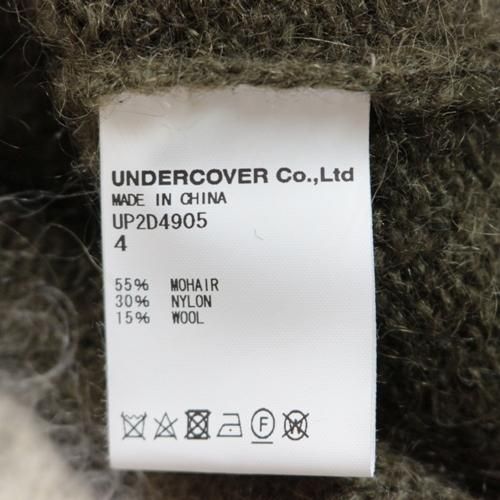 UNDERCOVER Co.,Ltd
MADE IN CHINA
UP2D4905
4
55% MOHAIR
30% NYLON
15% WOOL
F W